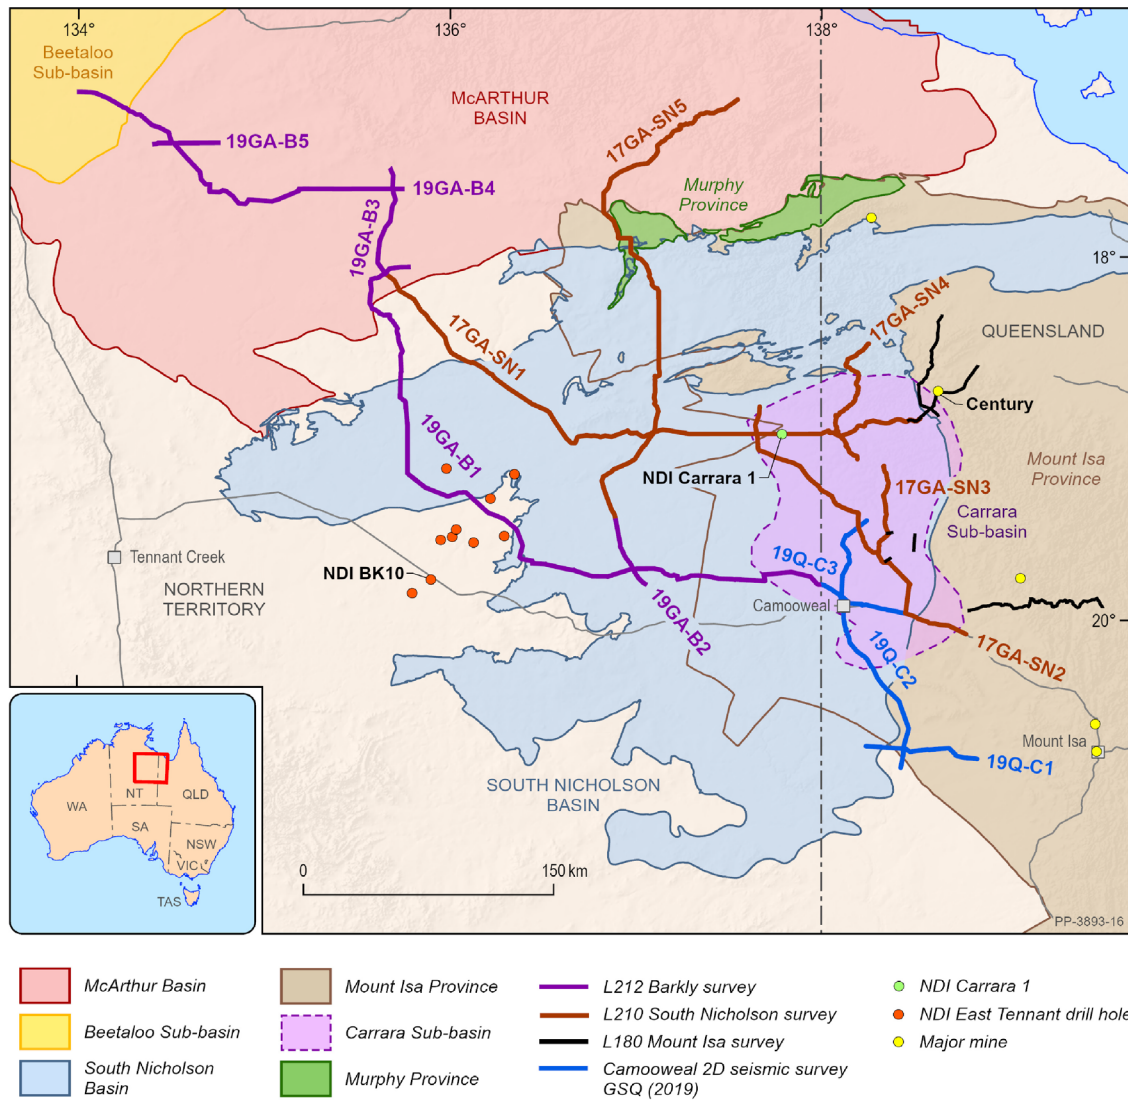 134°
136°
138°
Beetaloo
Sub-basin
McARTHUR
BASIN
17GA-SN5
19GA-B5
19GA-B4
Murphy
Province
19GA-B3
18°
17GA-SN4
17GA-SN1
QUEENSLAND
Century
19GA-B1
NDI Carrara 1
Mount Isa
Province
17GA-SN3
Carrara
Sub-basin
Tennant Creek
19Q-C3
NDI BK10
NORTHERN
TERRITORY
Camooweal
19GA-B2
20°
19Q-C2
17GA-SN2
Mount Isa
19Q-C1
SOUTH NICHOLSON
BASIN
WA
NT
QLD
SA
NSW
VIC
TAS
0
150 km
PP-3893-16
McArthur Basin
Beetaloo Sub-basin
South Nicholson
Basin
Mount Isa Province
Carrara Sub-basin
Murphy Province
L212 Barkly survey
L210 South Nicholson survey
L180 Mount Isa survey
Camooweal 2D seismic survey
GSQ (2019)
NDI Carrara 1
NDI East Tennant drill hole
Major mine